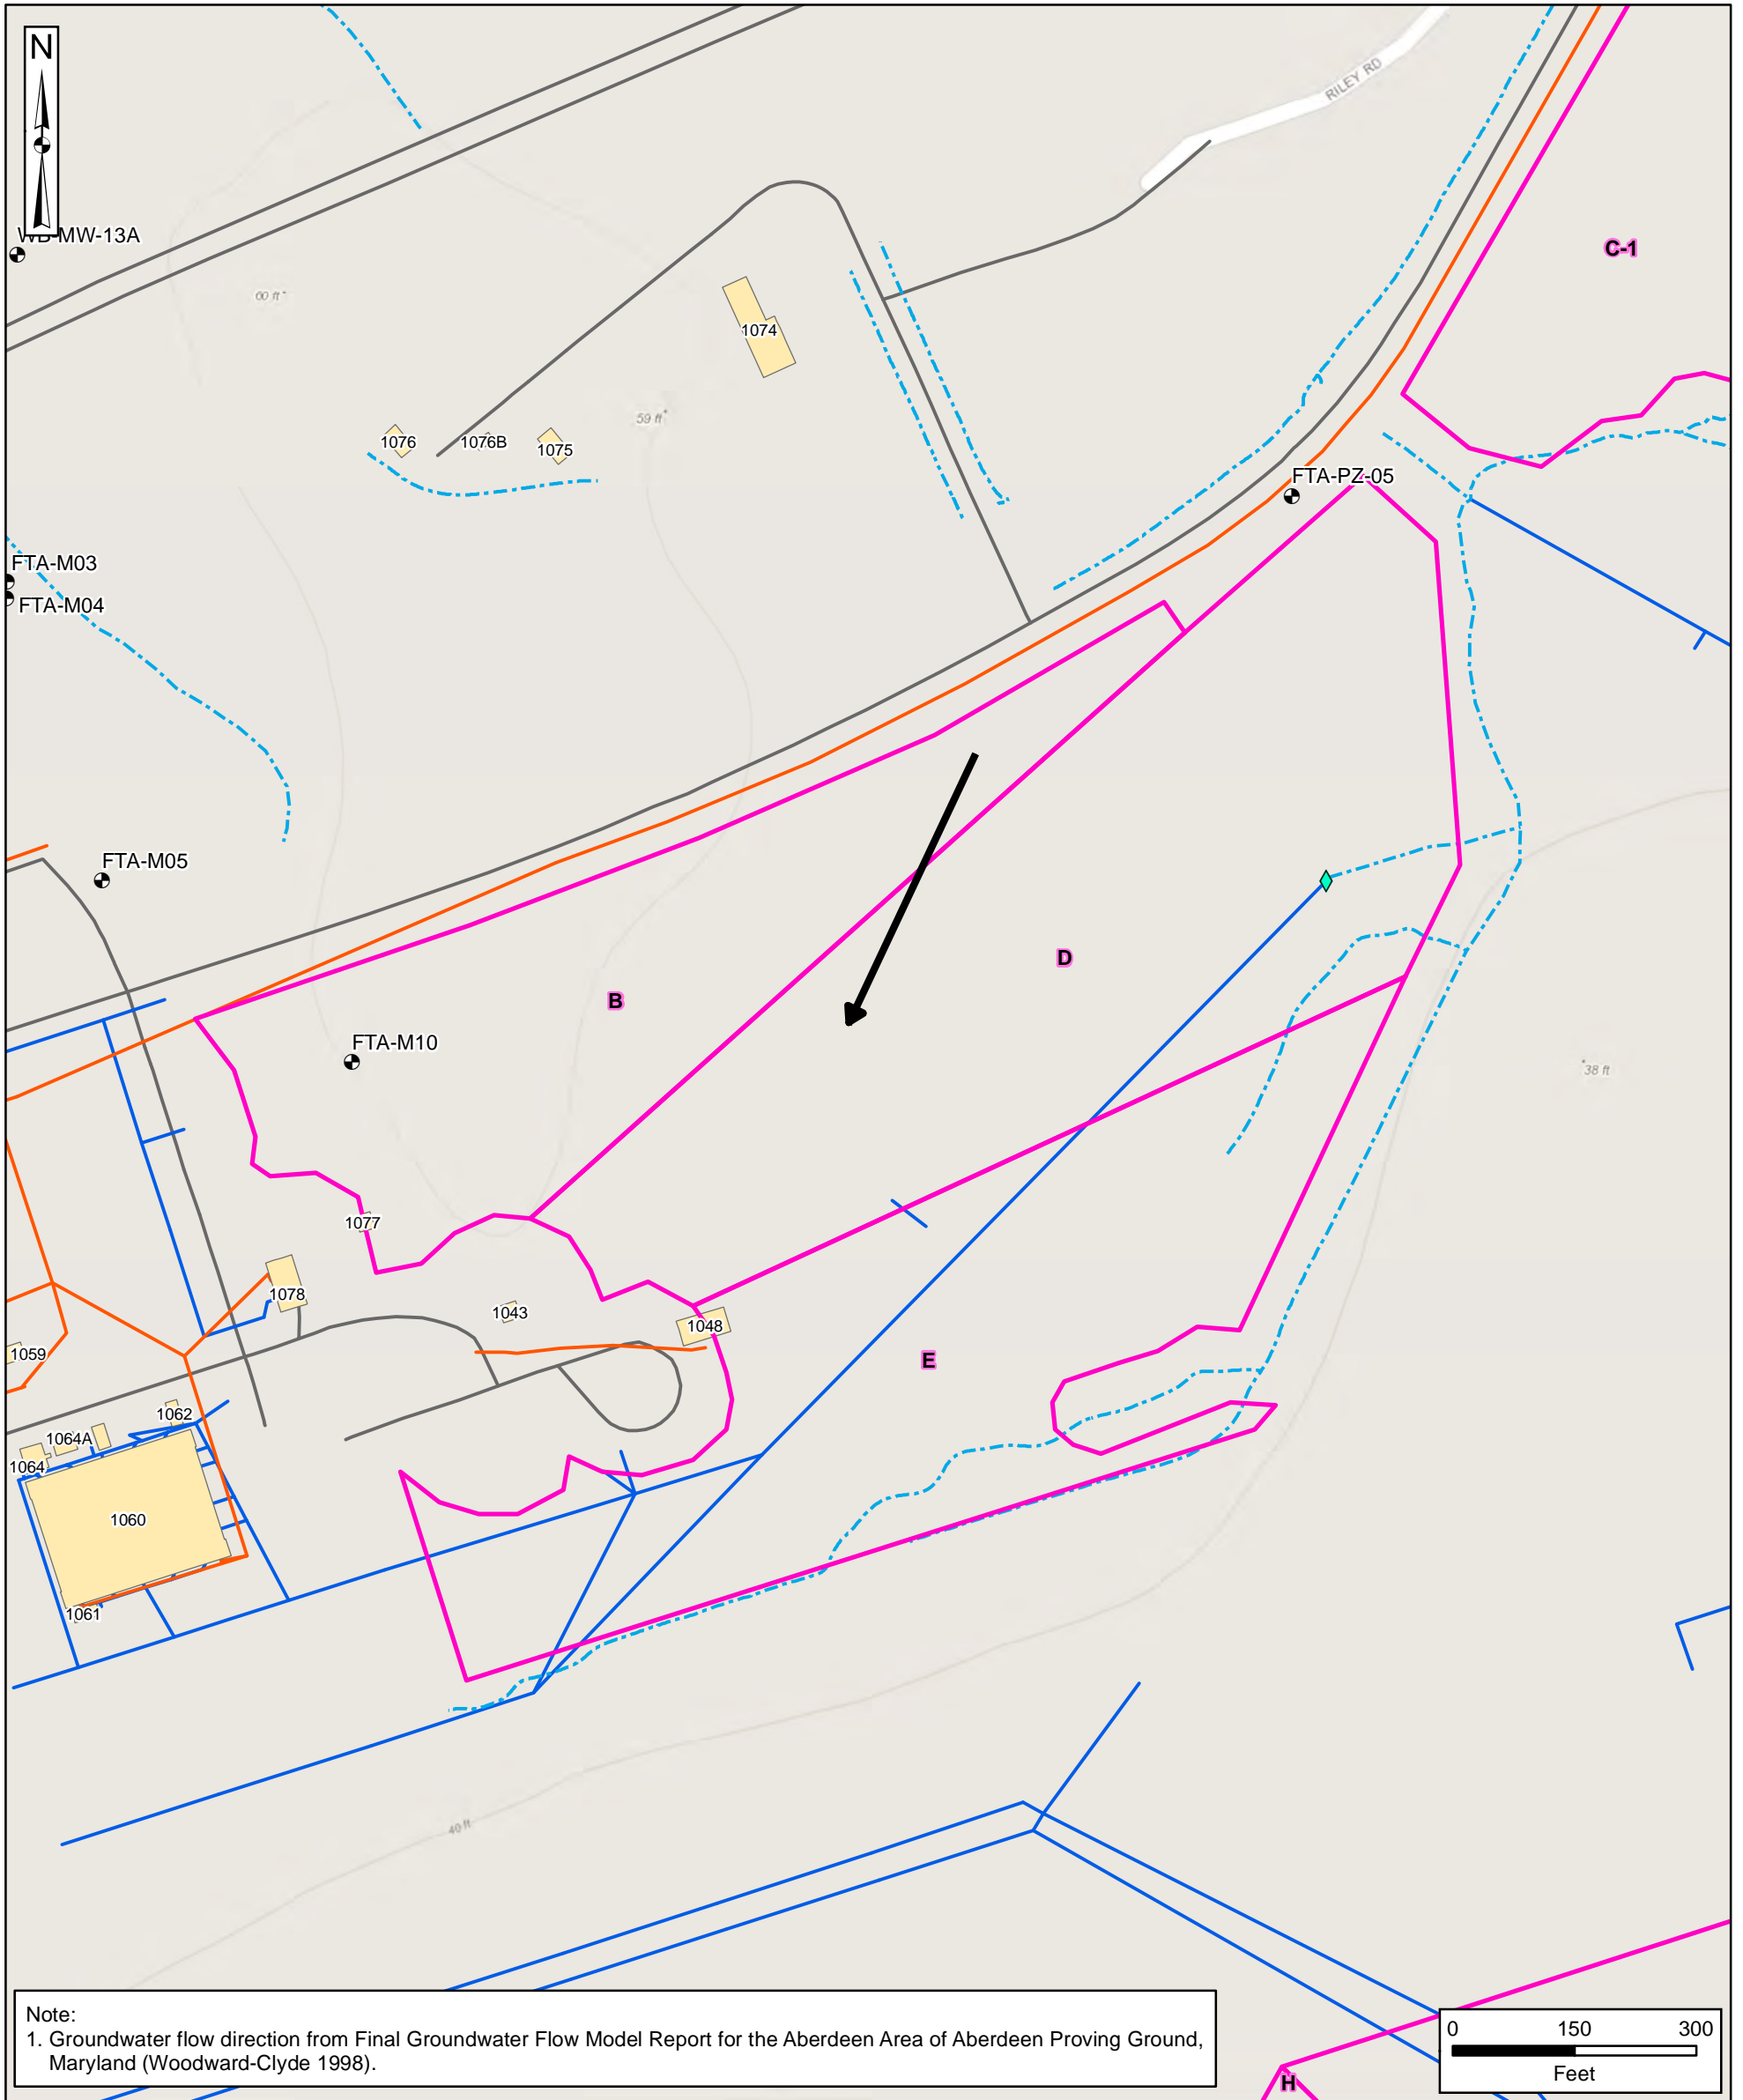 N
RILEY RD
WB-MW-13A
C-1
60 ft
1074
59 ft
1076
1076B
1075
FTA-PZ-05
FTA-M03
FTA-M04
FTA-M05
D
B
FTA-M10
38 ft
1077
1078
1043
1048
1059
E
1062
1064A
1064
1060
1061
40 ft
Note:
1. Groundwater flow direction from Final Groundwater Flow Model Report for the Aberdeen Area of Aberdeen Proving Ground,
Maryland (Woodward-Clyde 1998).
0 150 300
Feet
H